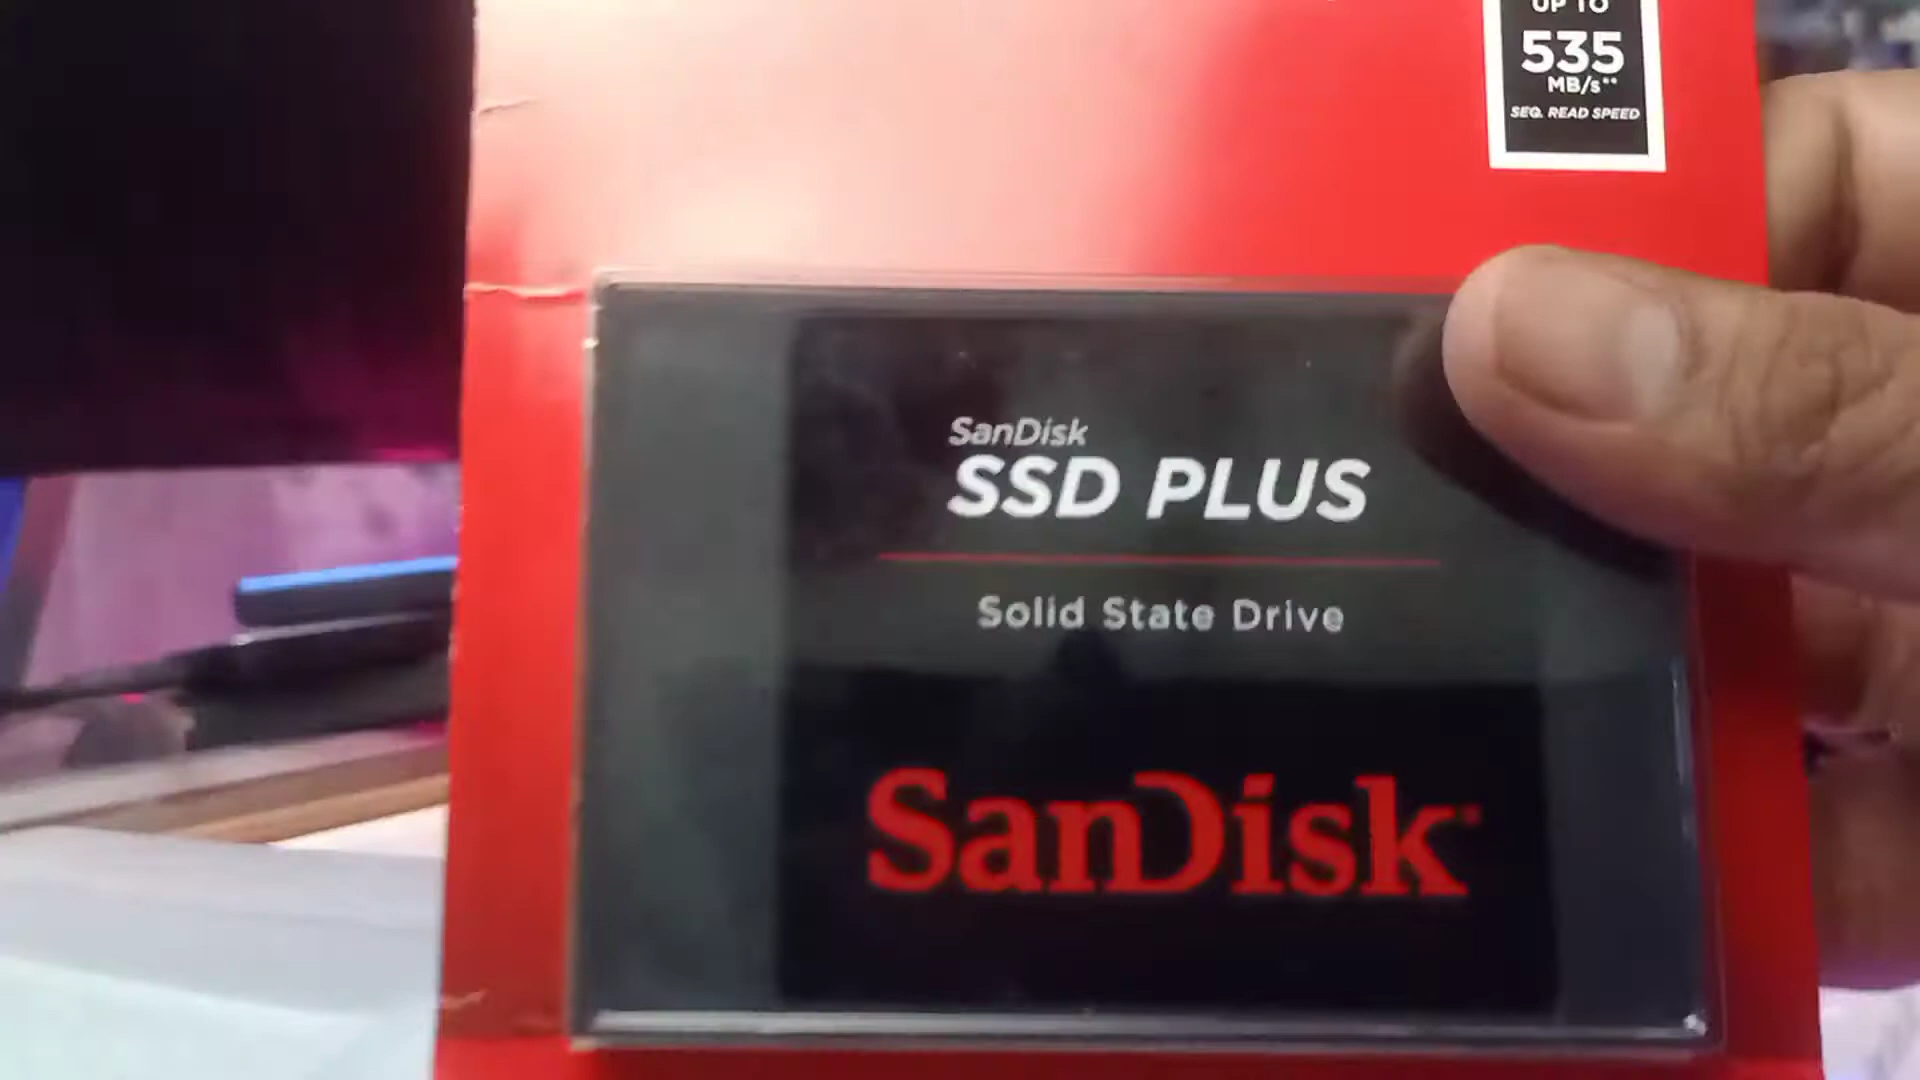 UP TO
535
MB/s**
SEQ. READ SPEED
SanDisk
SSD PLUS
Solid State Drive
SanDisk